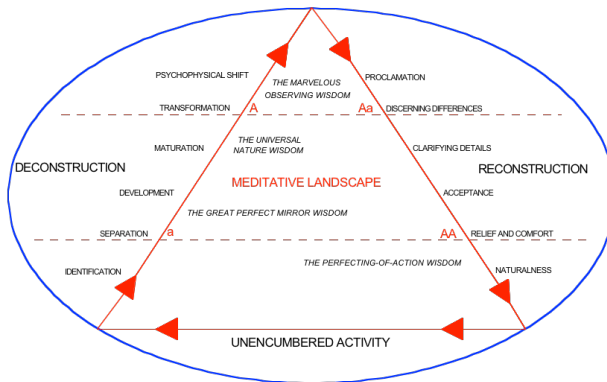 PSYCHOPHYSICAL SHIFT
THE MARVELOUS
OBSERVING WISDOM
PROCLAMATION
TRANSFORMATION
A
Aa
DISCERNING DIFFERENCES
MATURATION
THE UNIVERSAL
NATURE WISDOM
CLARIFYING DETAILS
DECONSTRUCTION
RECONSTRUCTION
MEDITATIVE LANDSCAPE
DEVELOPMENT
ACCEPTANCE
THE GREAT PERFECT MIRROR WISDOM
SEPARATION
a
AA
RELIEF AND COMFORT
THE PERFECTING-OF-ACTION WISDOM
IDENTIFICATION
NATURALNESS
UNENCUMBERED ACTIVITY